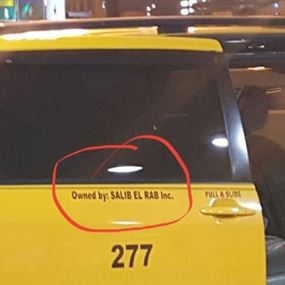 Owned by: SALIB EL RAB Inc.
PULL & SLIDE
277